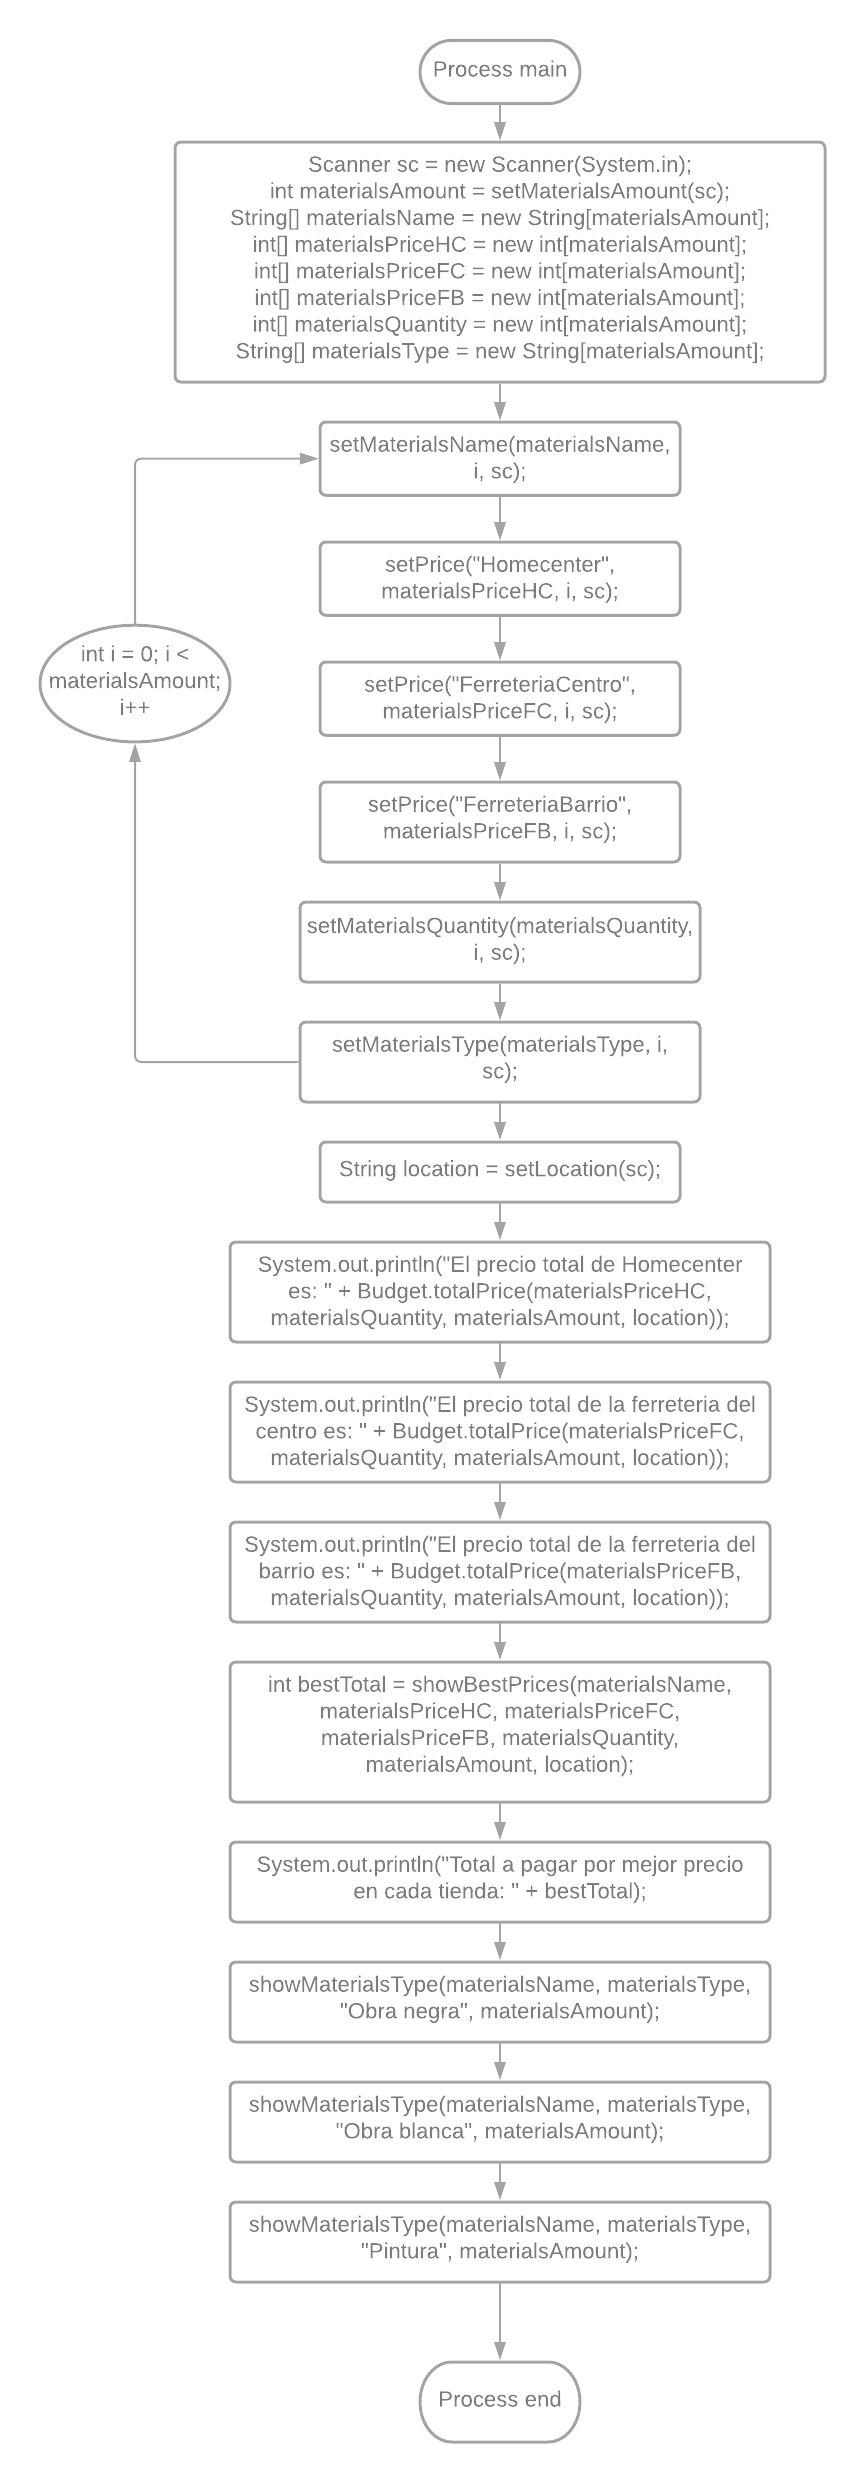 Process main
Scanner sc = new Scanner(System.in);
int materialsAmount = setMaterialsAmount(sc);
String[] materialsName = new String[materialsAmount];
int[] materialsPriceHC = new int[materialsAmount];
int[] materialsPriceFC = new int[materialsAmount];
int[] materialsPriceFB = new int[materialsAmount];
int[] materialsQuantity = new int[materialsAmount];
String[] materialsType = new String[materialsAmount];
setMaterialsName(materialsName,
i, sc);
setPrice("Homecenter",
materialsPriceHC, i, sc);
int i = 0; i <
materialsAmount;
i++
setPrice("FerreteriaCentro",
materialsPriceFC, i, sc);
setPrice("FerreteriaBarrio",
materialsPriceFB, i, sc);
setMaterialsQuantity(materialsQuantity,
i, sc);
setMaterialsType(materialsType, i,
sc);
String location = setLocation(sc);
System.out.println("El precio total de Homecenter
es: " + Budget.totalPrice(materialsPriceHC,
materialsQuantity, materialsAmount, location));
System.out.println("El precio total de la ferreteria del
centro es: " + Budget.totalPrice(materialsPriceFC,
materialsQuantity, materialsAmount, location));
System.out.println("El precio total de la ferreteria del
barrio es: " + Budget.totalPrice(materialsPriceFB,
materialsQuantity, materialsAmount, location));
int bestTotal = showBestPrices(materialsName,
materialsPriceHC, materialsPriceFC,
materialsPriceFB, materialsQuantity,
materialsAmount, location);
System.out.println("Total a pagar por mejor precio
en cada tienda: " + bestTotal);
showMaterialsType(materialsName, materialsType,
"Obra negra", materialsAmount);
showMaterialsType(materialsName, materialsType,
"Obra blanca", materialsAmount);
showMaterialsType(materialsName, materialsType,
"Pintura", materialsAmount);
Process end